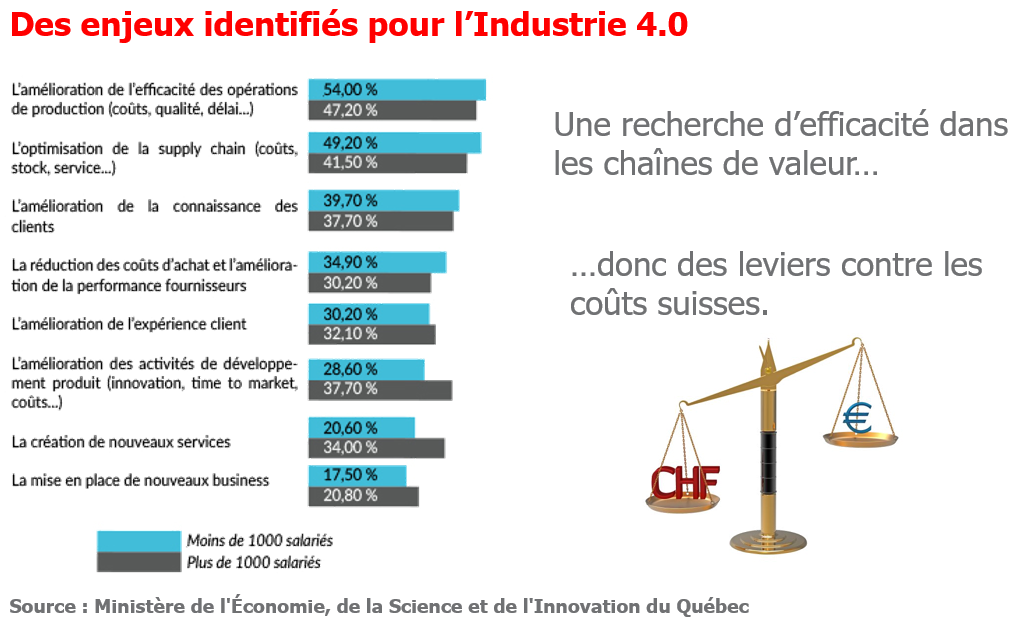 Des enjeux identifiés pour l’Industrie 4.0
L’amélioration de l’efficacité des opérations
de production (coûts, qualité, délai...)
54,00 %
47,20 %
L’optimisation de la supply chain (coûts,
stock, service...)
49,20 %
41,50 %
L’amélioration de la connaissance des
clients
39,70 %
37,70 %
La réduction des coûts d’achat et l’améliora-
tion de la performance fournisseurs
34,90 %
30,20 %
L’amélioration de l’expérience client
30,20 %
32,10 %
L’amélioration des activités de développe-
ment produit (innovation, time to market,
coûts...)
28,60 %
37,70 %
La création de nouveaux services
20,60 %
34,00 %
La mise en place de nouveaux business
17,50 %
20,80 %
Moins de 1000 salariés
Plus de 1000 salariés
Une recherche d’efficacité dans
les chaînes de valeur…
…donc des leviers contre les
coûts suisses.
€
CHF
Source : Ministère de l'Économie, de la Science et de l'Innovation du Québec